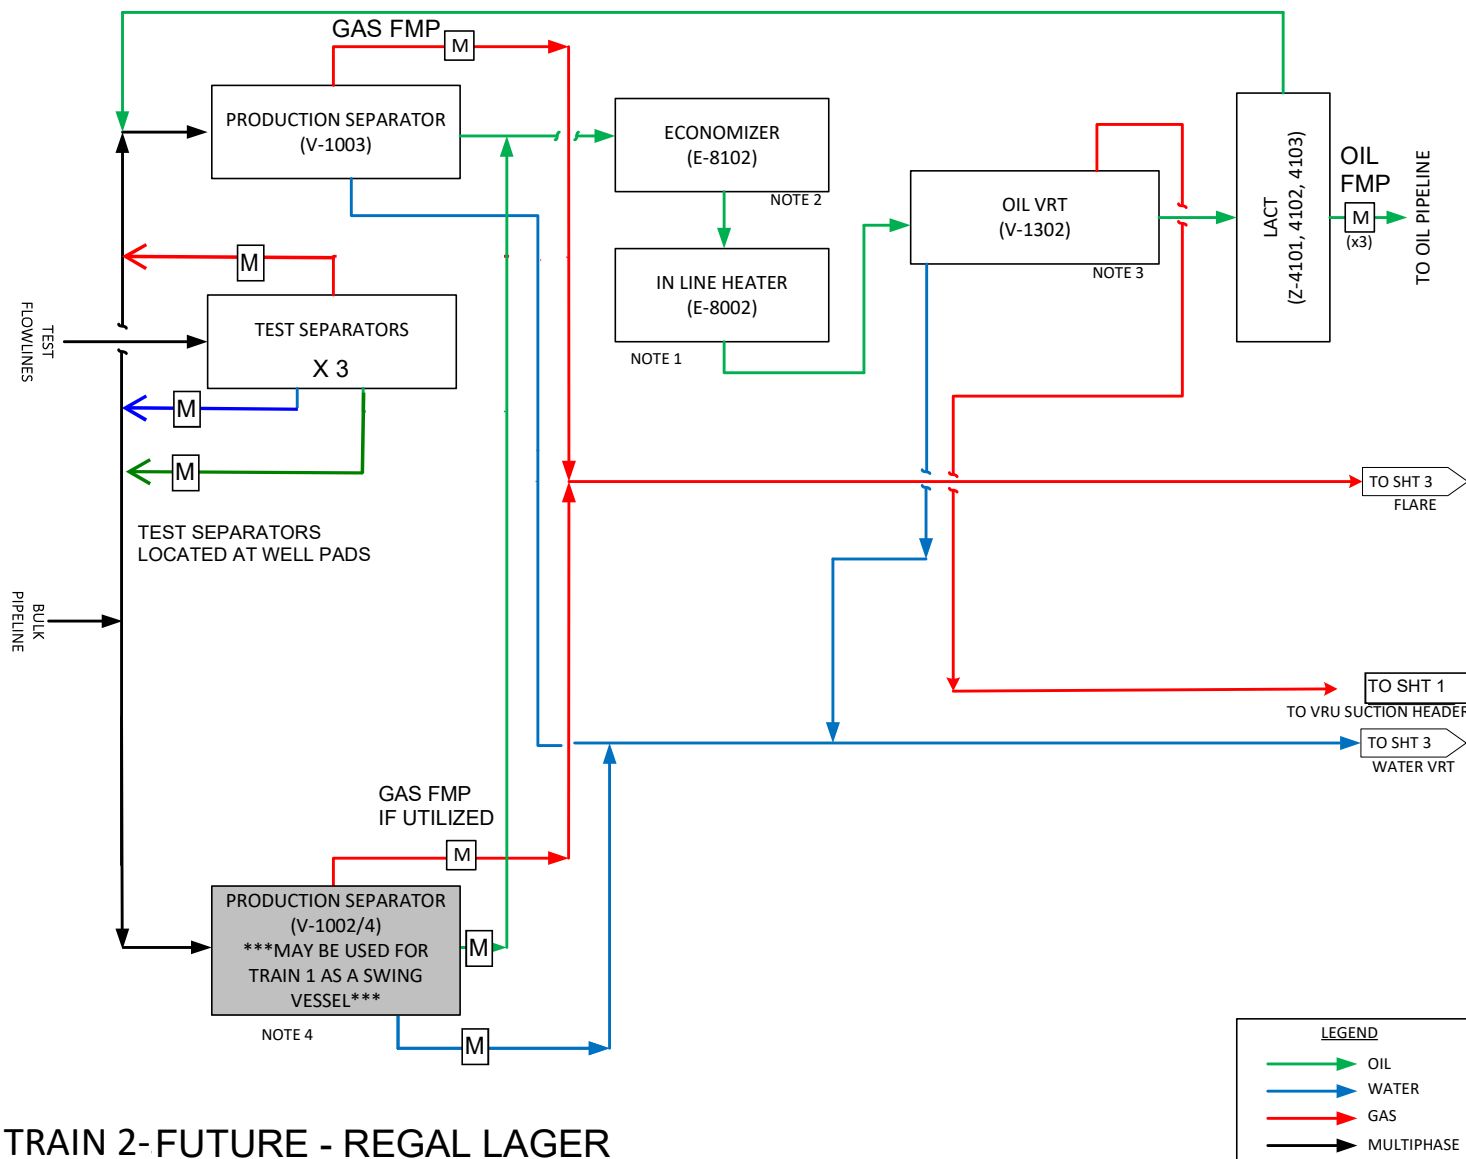 GAS FMP
M
PRODUCTION SEPARATOR
(V-1003)
ECONOMIZER
(E-8102)
NOTE 2
OIL VRT
(V-1302)
NOTE 3
LACT
(Z-4101, 4102, 4103)
OIL
FMP
M
(x3)
TO OIL PIPELINE
M
IN LINE HEATER
(E-8002)
NOTE 1
TEST
FLOWLINES
TEST SEPARATORS
X 3
M
M
TEST SEPARATORS
LOCATED AT WELL PADS
TO SHT 3
FLARE
BULK
PIPELINE
TO SHT 1
TO VRU SUCTION HEADER
TO SHT 3
WATER VRT
GAS FMP
IF UTILIZED
M
PRODUCTION SEPARATOR
(V-1002/4)
***MAY BE USED FOR
TRAIN 1 AS A SWING
VESSEL***
M
NOTE 4
M
LEGEND
OIL
WATER
GAS
MULTIPHASE
TRAIN 2-FUTURE - REGAL LAGER